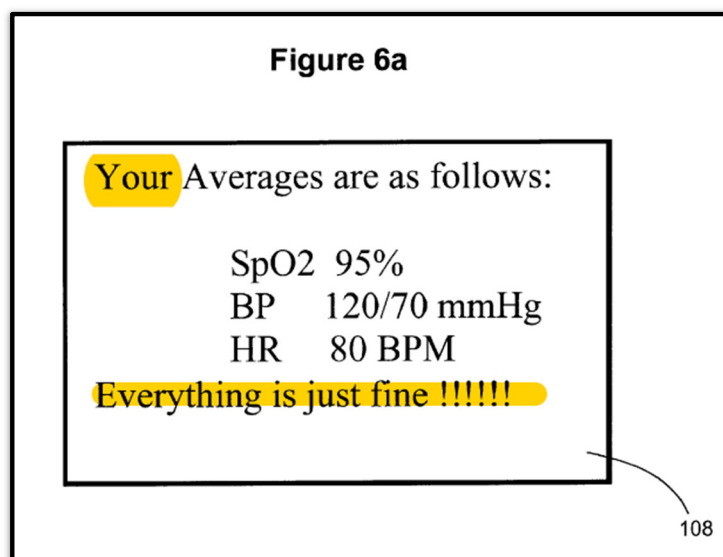 Figure 6a
Your Averages are as follows:
SpO2 95%
BP 120/70 mmHg
HR 80 BPM
Everything is just fine !!!!!!
108